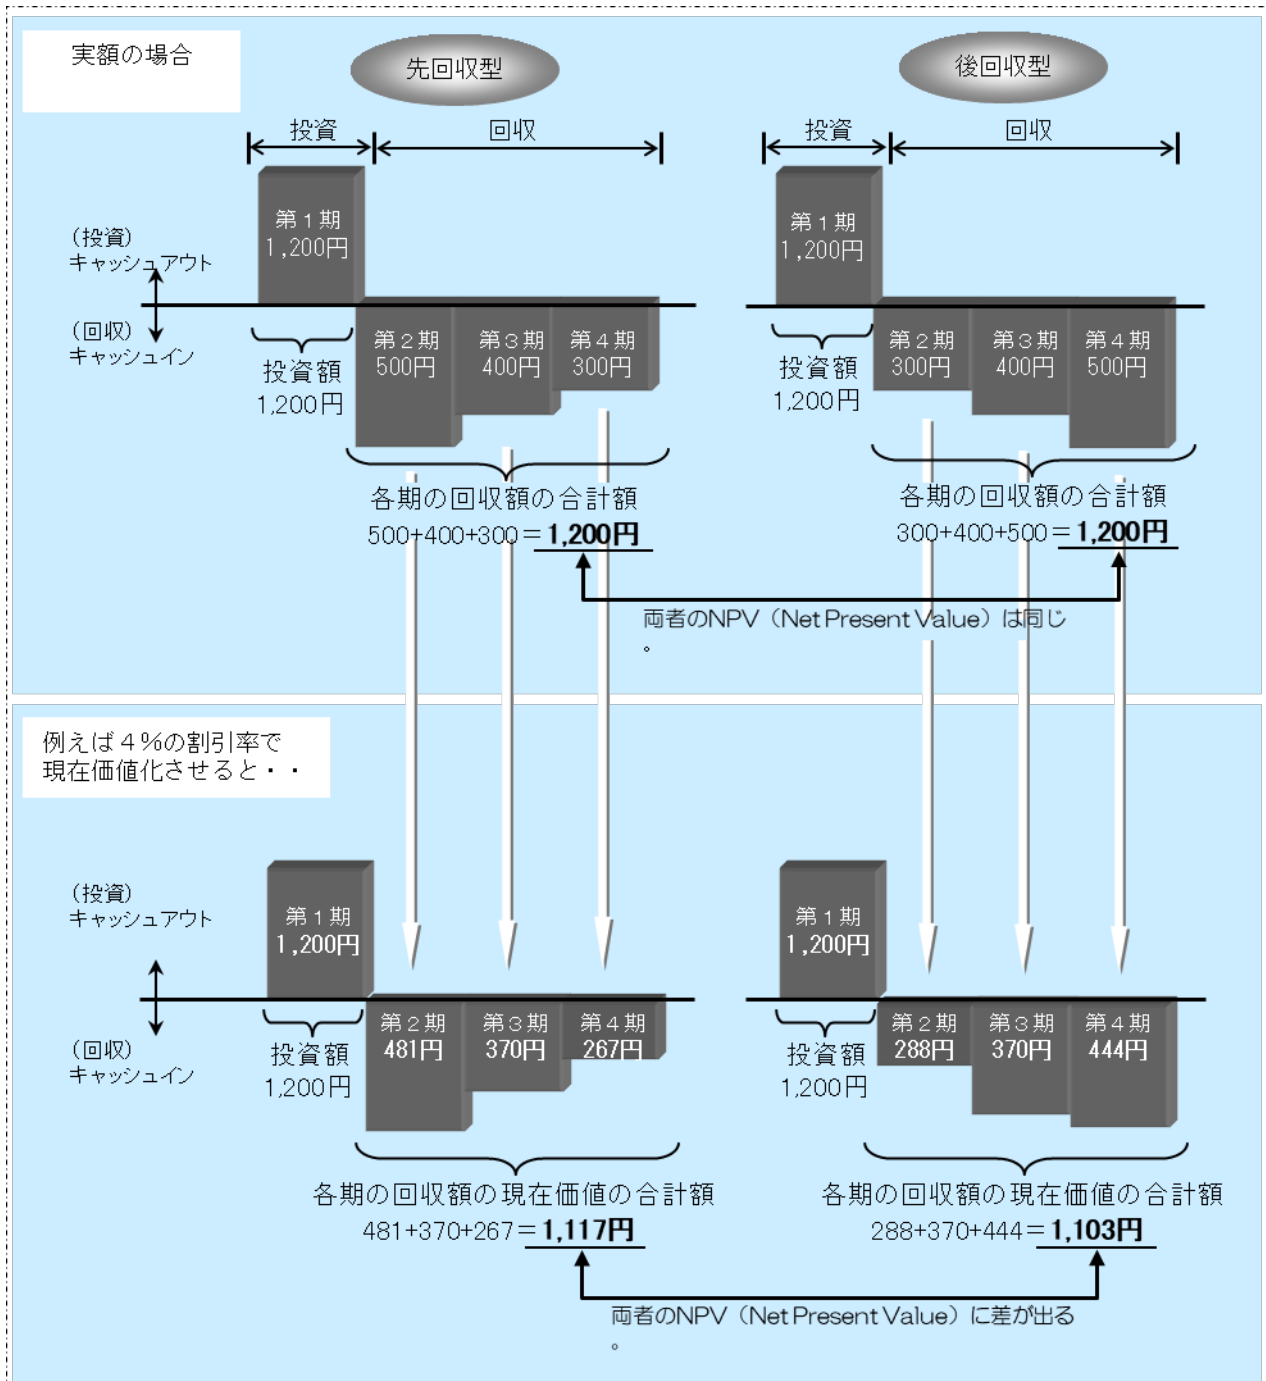 実額の場合
先回収型
後回収型
投資
回収
投資
回収
(投資)
キャッシュアウト
(回収)
キャッシュイン
第1期
1,200円
第2期
500円
第3期
400円
第4期
300円
投資額
1,200円
各期の回収額の合計額
500+400+300=1,200円
第1期
1,200円
第2期
300円
第3期
400円
第4期
500円
投資額
1,200円
各期の回収額の合計額
300+400+500=1,200円
両者のNPV(Net Present Value)は同じ
。
例えば4%の割引率で
現在価値化させると・・
(投資)
キャッシュアウト
(回収)
キャッシュイン
第1期
1,200円
第2期
481円
第3期
370円
第4期
267円
投資額
1,200円
各期の回収額の現在価値の合計額
481+370+267=1,117円
第1期
1,200円
第2期
288円
第3期
370円
第4期
444円
投資額
1,200円
各期の回収額の現在価値の合計額
288+370+444=1,103円
両者のNPV(Net Present Value)に差が出る
。